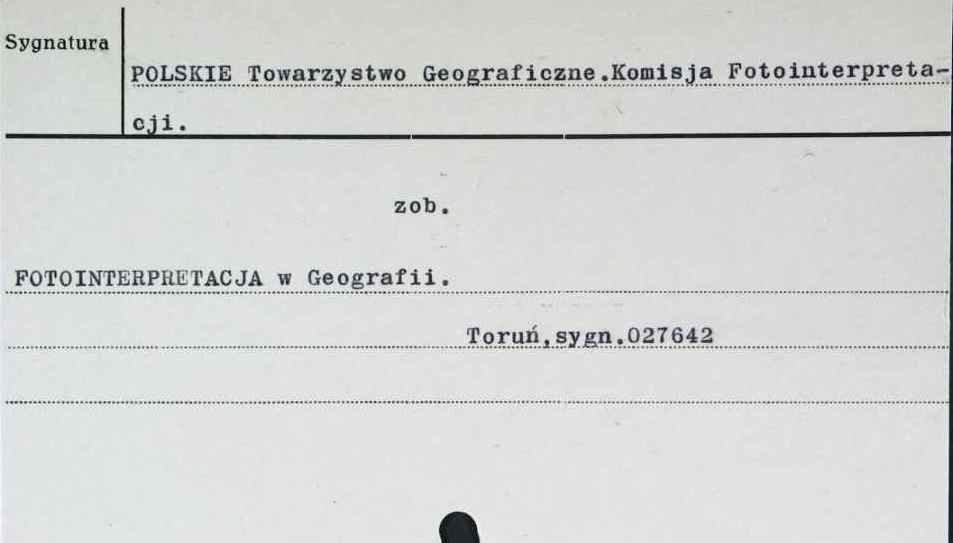 Sygnatura
POLSKIE Towarzystwo Geograficzne.Komisja Fotointerpreta-
cji.
zob.
FOTOINTERPRETACJA w Geografii.
Toruń,sygn.027642